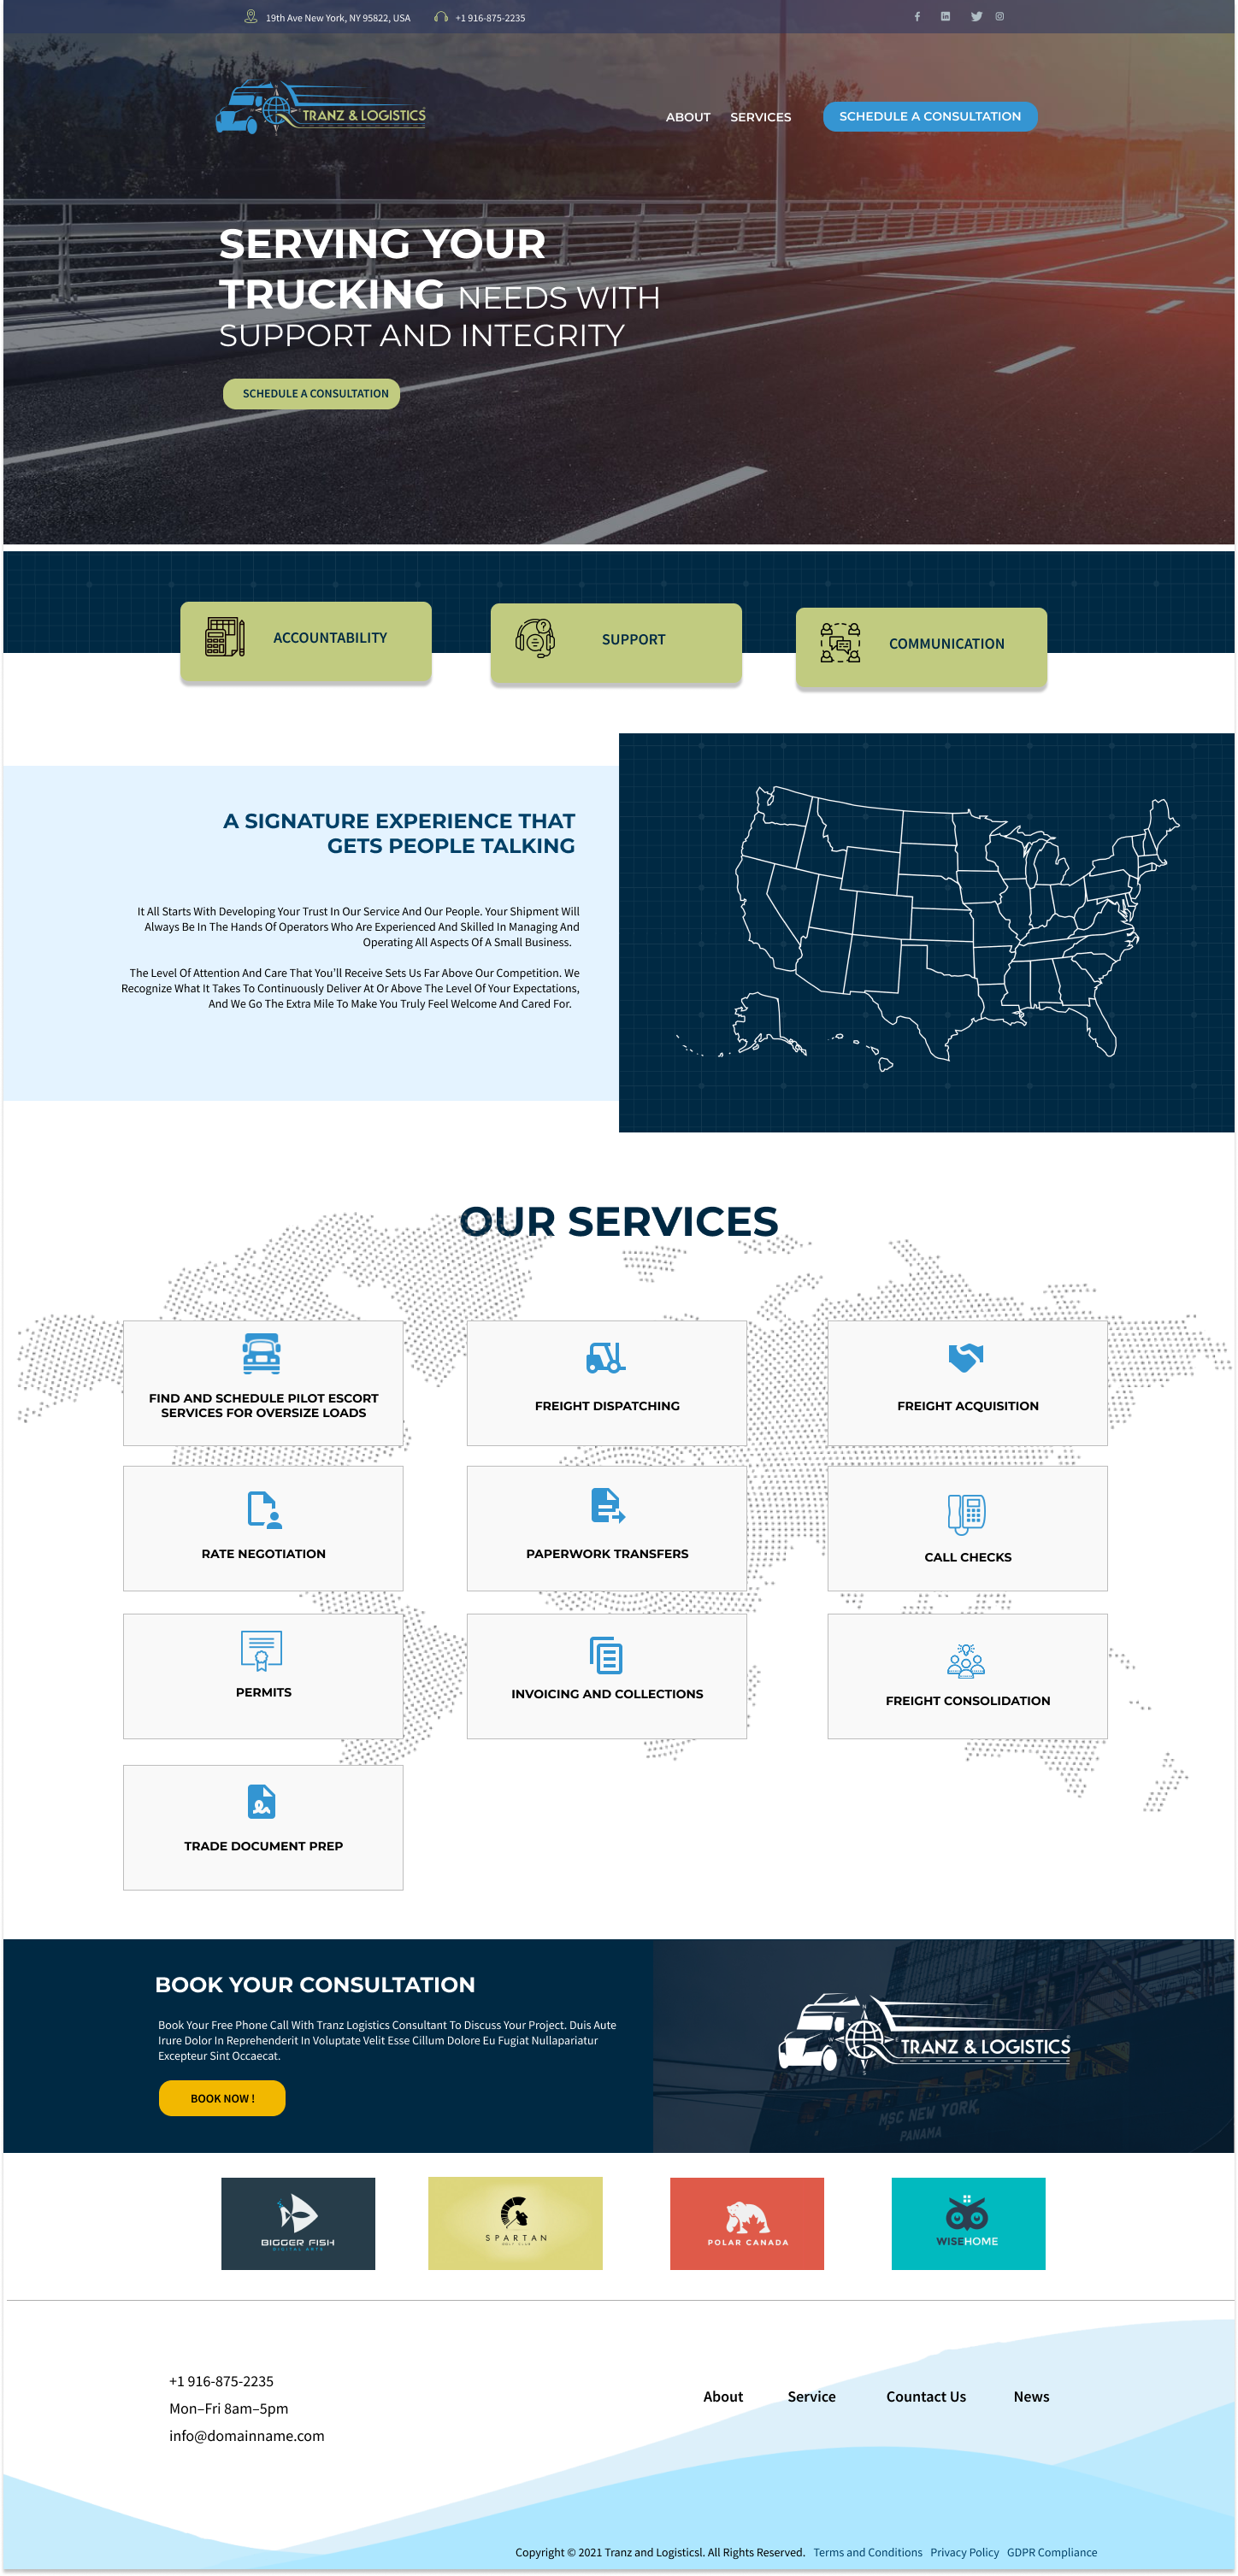 19th Ave New York, NY 95822, USA
+1 916-875-2235
TRANZ & LOGISTICS
ABOUT
SERVICES
SCHEDULE A CONSULTATION
SERVING YOUR
TRUCKING NEEDS WITH
SUPPORT AND INTEGRITY
SCHEDULE A CONSULTATION
ACCOUNTABILITY
SUPPORT
COMMUNICATION
A SIGNATURE EXPERIENCE THAT
GETS PEOPLE TALKING
It All Starts With Developing Your Trust In Our Service And Our People. Your Shipment Will
Always Be In The Hands Of Operators Who Are Experienced And Skilled In Managing And
Operating All Aspects Of A Small Business.
The Level Of Attention And Care That You'll Receive Sets Us Far Above Our Competition. We
Recognize What It Takes To Continuously Deliver At Or Above The Level Of Your Expectations,
And We Go The Extra Mile To Make You Truly Feel Welcome And Cared For.
OUR SERVICES
FIND AND SCHEDULE PILOT ESCORT
SERVICES FOR OVERSIZE LOADS
FREIGHT DISPATCHING
FREIGHT ACQUISITION
RATE NEGOTIATION
PAPERWORK TRANSFERS
CALL CHECKS
PERMITS
INVOICING AND COLLECTIONS
FREIGHT CONSOLIDATION
TRADE DOCUMENT PREP
BOOK YOUR CONSULTATION
Book Your Free Phone Call With Tranz Logistics Consultant To Discuss Your Project. Duis Aute
Irure Dolor In Reprehenderit In Voluptate Velit Esse Cillum Dolore Eu Fugiat Nullapariatur
Excepteur Sint Occaecat.
BOOK NOW !
TRANZ & LOGISTICS
MSC NEW YORK
PANAMA
BIGGER FISH
DIGITAL ARTS
SPARTAN
GOLF CLUB
POLAR CANADA
WISEHOME
+1 916-875-2235
Mon–Fri 8am–5pm
info@domainname.com
About
Service
Countact Us
News
Copyright © 2021 Tranz and Logisticsl. All Rights Reserved.
Terms and Conditions
Privacy Policy
GDPR Compliance